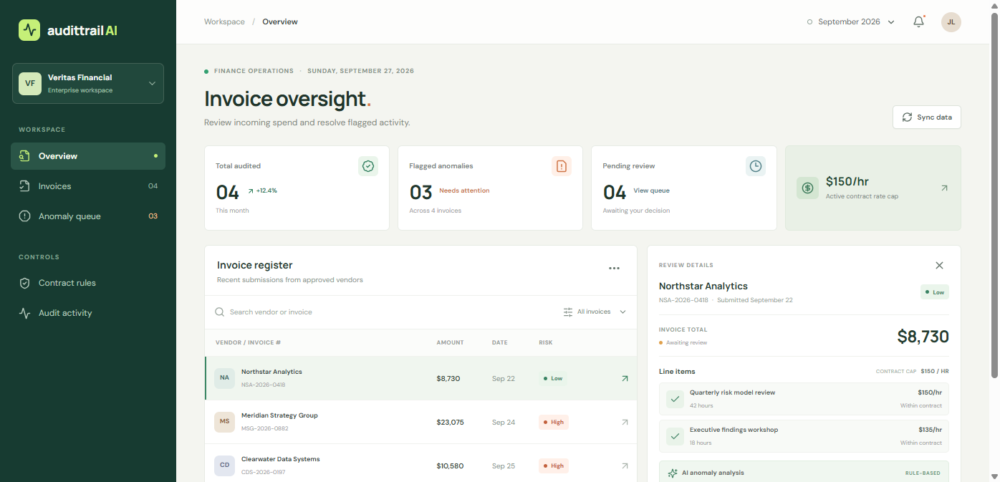 audittrail AI
VF
Veritas Financial
Enterprise workspace
WORKSPACE
Overview
Invoices 04
Anomaly queue 03
CONTROLS
Contract rules
Audit activity
Workspace / Overview
September 2026
JL
FINANCE OPERATIONS · SUNDAY, SEPTEMBER 27, 2026
Invoice oversight.
Review incoming spend and resolve flagged activity.
Sync data
Total audited
04 +12.4%
This month
Flagged anomalies
03 Needs attention
Across 4 invoices
Pending review
04 View queue
Awaiting your decision
$150/hr
Active contract rate cap
Invoice register
Recent submissions from approved vendors
Search vendor or invoice
All invoices
VENDOR / INVOICE # AMOUNT DATE RISK
NA Northstar Analytics $8,730 Sep 22 Low
NSA-2026-0418
MS Meridian Strategy Group $23,075 Sep 24 High
MSG-2026-0882
CD Clearwater Data Systems $10,580 Sep 25 High
CDS-2026-0197
REVIEW DETAILS
Northstar Analytics
NSA-2026-0418 · Submitted September 22
Low
INVOICE TOTAL
Awaiting review
$8,730
Line items CONTRACT CAP $150 / HR
Quarterly risk model review $150/hr
42 hours Within contract
Executive findings workshop $135/hr
18 hours Within contract
AI anomaly analysis RULE-BASED